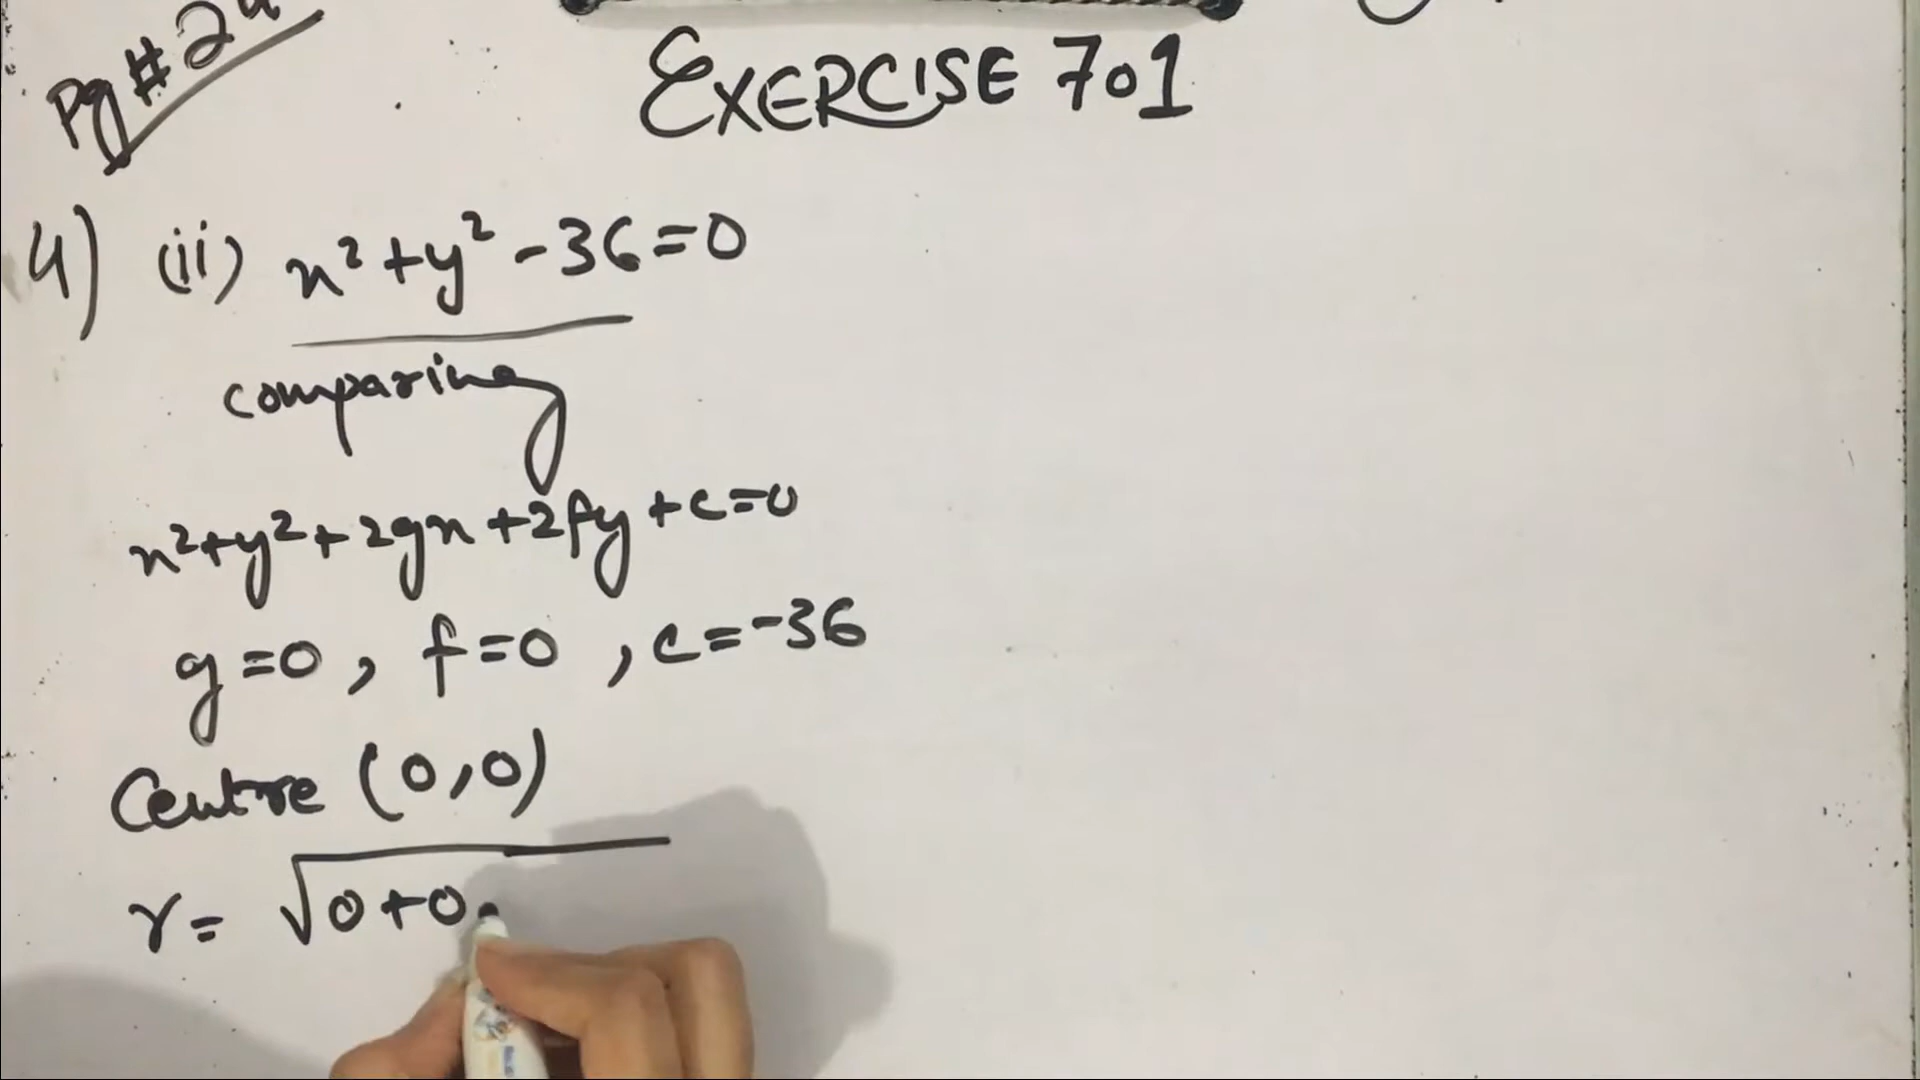 Pg # 2
EXERCISE 7.1
4) (ii) x²+y²-36=0
comparing
x²+y²+2gx+2fy+c=0
g=0, f=0, c=-36
Centre (0,0)
r= √0+0